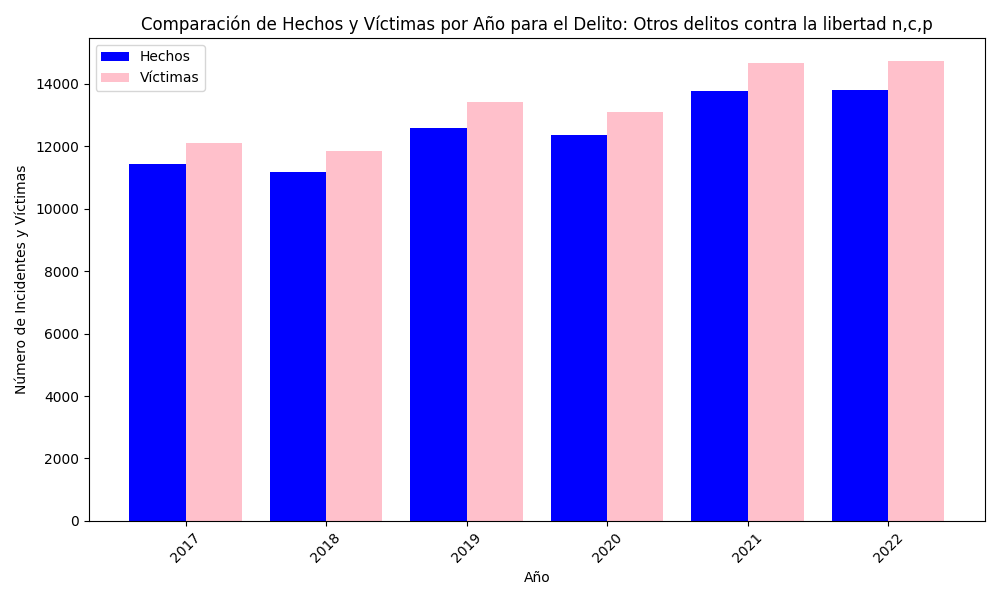 Comparación de Hechos y Víctimas por Año para el Delito: Otros delitos contra la libertad n,c,p
Hechos
Víctimas
Número de Incidentes y Víctimas
14000
12000
10000
8000
6000
4000
2000
0
2017
2018
2019
2020
2021
2022
Año